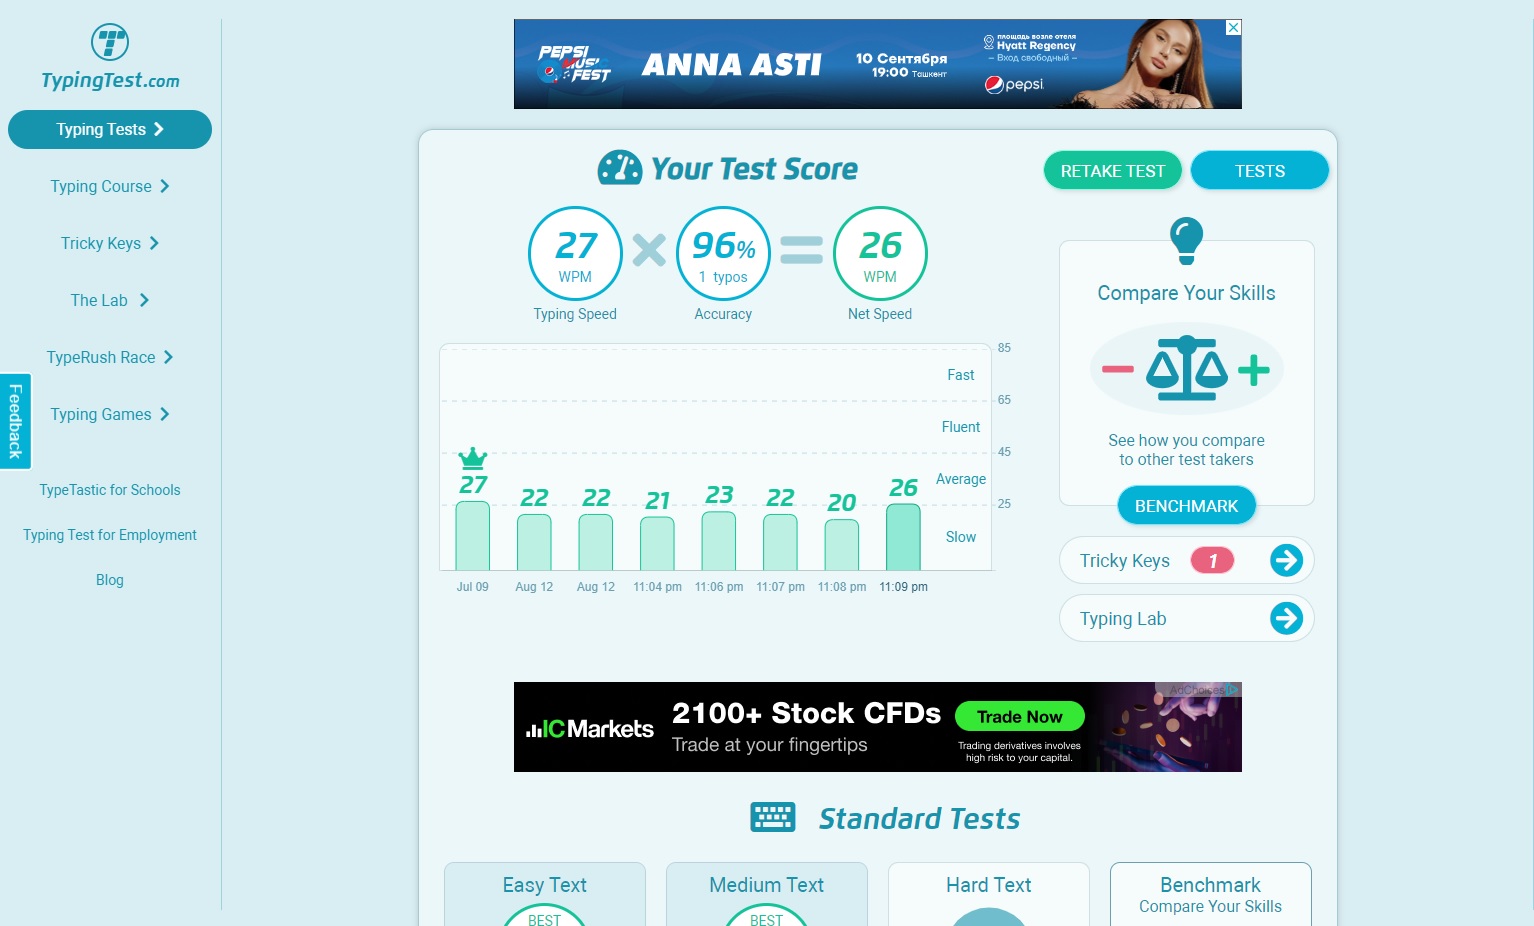 TypingTest.com
Typing Tests
Typing Course
Tricky Keys
The Lab
TypeRush Race
Typing Games
Feedback
TypeTastic for Schools
Typing Test for Employment
Blog
PEPSI
MUSIC
FEST
ANNA ASTI
10 Сентября
19:00 Ташкент
площадь возле отеля
Hyatt Regency
– Вход свободный –
pepsi
Your Test Score
RETAKE TEST
TESTS
27
WPM
Typing Speed
96%
1 typos
Accuracy
26
WPM
Net Speed
85
Fast
65
Fluent
45
Average
25
Slow
27 22 22 21 23 22 20 26
Jul 09 Aug 12 Aug 12 11:04 pm 11:06 pm 11:07 pm 11:08 pm 11:09 pm
Compare Your Skills
See how you compare
to other test takers
BENCHMARK
Tricky Keys 1
Typing Lab
IC Markets
2100+ Stock CFDs
Trade at your fingertips
Trade Now
Trading derivatives involves
high risk to your capital.
AdChoices
Standard Tests
Easy Text
BEST
Medium Text
BEST
Hard Text
Benchmark
Compare Your Skills